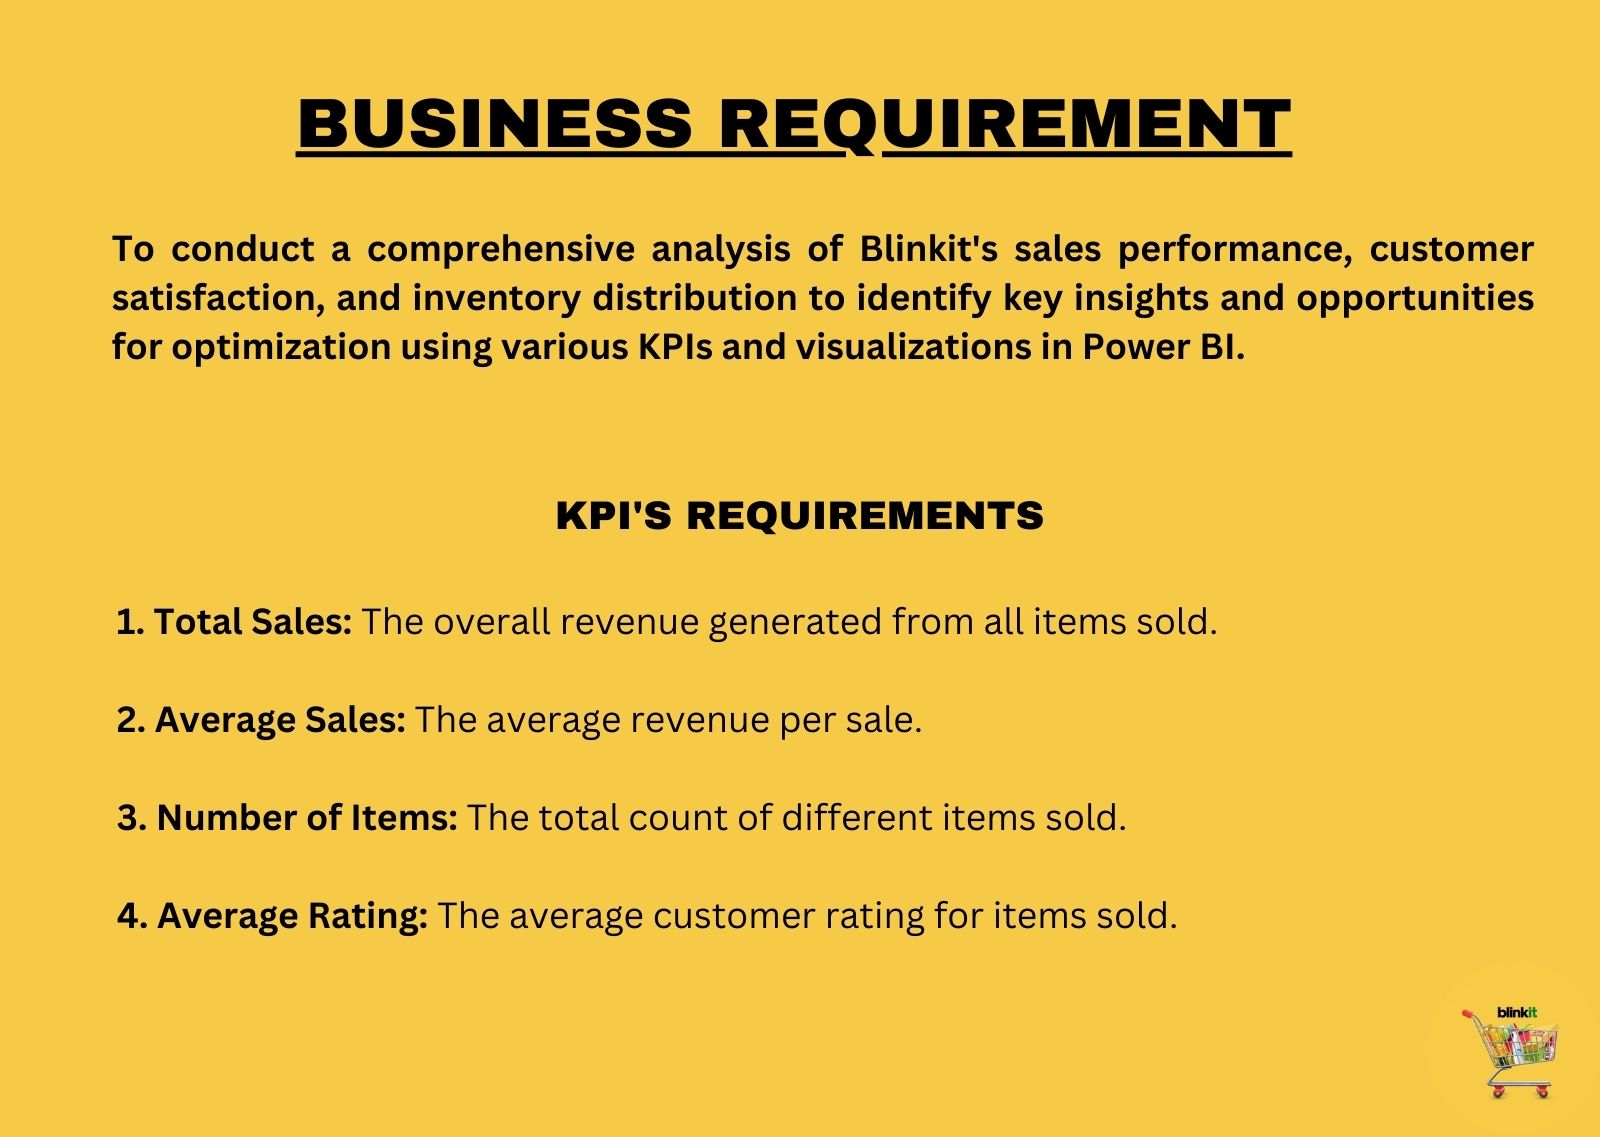 BUSINESS REQUIREMENT
To conduct a comprehensive analysis of Blinkit's sales performance, customer
satisfaction, and inventory distribution to identify key insights and opportunities
for optimization using various KPIs and visualizations in Power BI.
KPI'S REQUIREMENTS
1. Total Sales: The overall revenue generated from all items sold.
2. Average Sales: The average revenue per sale.
3. Number of Items: The total count of different items sold.
4. Average Rating: The average customer rating for items sold.
blinkit